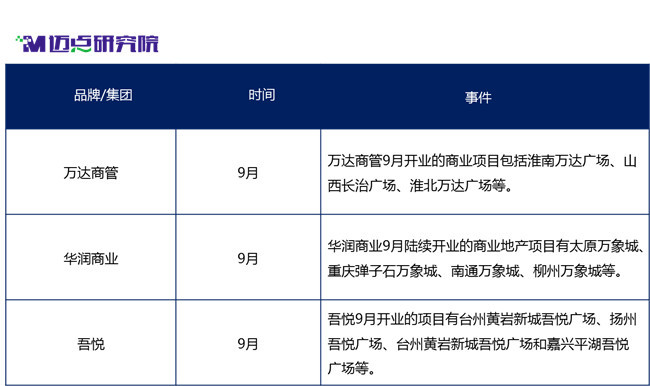 迈点研究院
品牌/集团 时间 事件
万达商管 9月
万达商管9月开业的商业项目包括淮南万达广场、山
西长治广场、淮北万达广场等。
华润商业 9月
华润商业9月陆续开业的商业地产项目有太原万象城、
重庆弹子石万象城、南通万象城、柳州万象城等。
吾悦 9月
吾悦9月开业的项目有台州黄岩新城吾悦广场、扬州
吾悦广场、台州黄岩新城吾悦广场和嘉兴平湖吾悦
广场等。